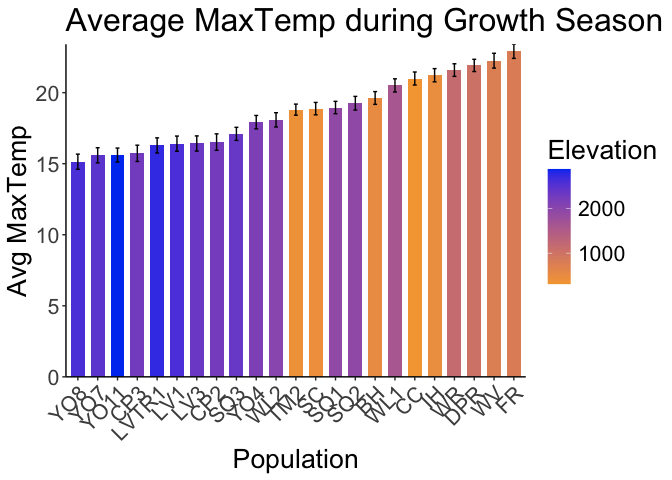 Average MaxTemp during Growth Season
Avg MaxTemp
20
15
10
5
0
YO8 YO7 YO11 CP3 LVTR1 LV1 LV3 CP2 SQ3 YO4 WL2 TM2 SC SQ1 SQ2 BH WL1 CC IH WR DPR WV FR
Population
Elevation
2000
1000